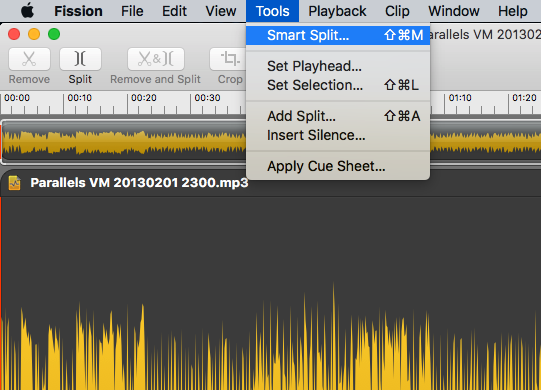 Fission File Edit View Tools Playback Clip Window Help
Smart Split... ⇧⌘M
arallels VM 201302
Remove Split Remove and Split Crop
Set Playhead...
Set Selection... ⇧⌘L
00:00 00:10 00:20 00:30 01:10 01:20
Add Split... ⇧⌘A
Insert Silence...
Apply Cue Sheet...
Parallels VM 20130201 2300.mp3